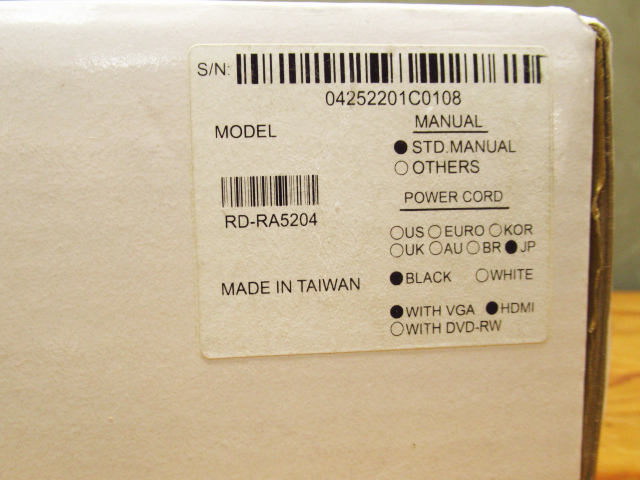 S/N:
04252201C0108
MODEL
RD-RA5204
MADE IN TAIWAN
MANUAL
● STD.MANUAL
○ OTHERS
POWER CORD
○US ○EURO ○KOR
○UK ○AU ○BR ●JP
●BLACK ○WHITE
●WITH VGA ●HDMI
○WITH DVD-RW